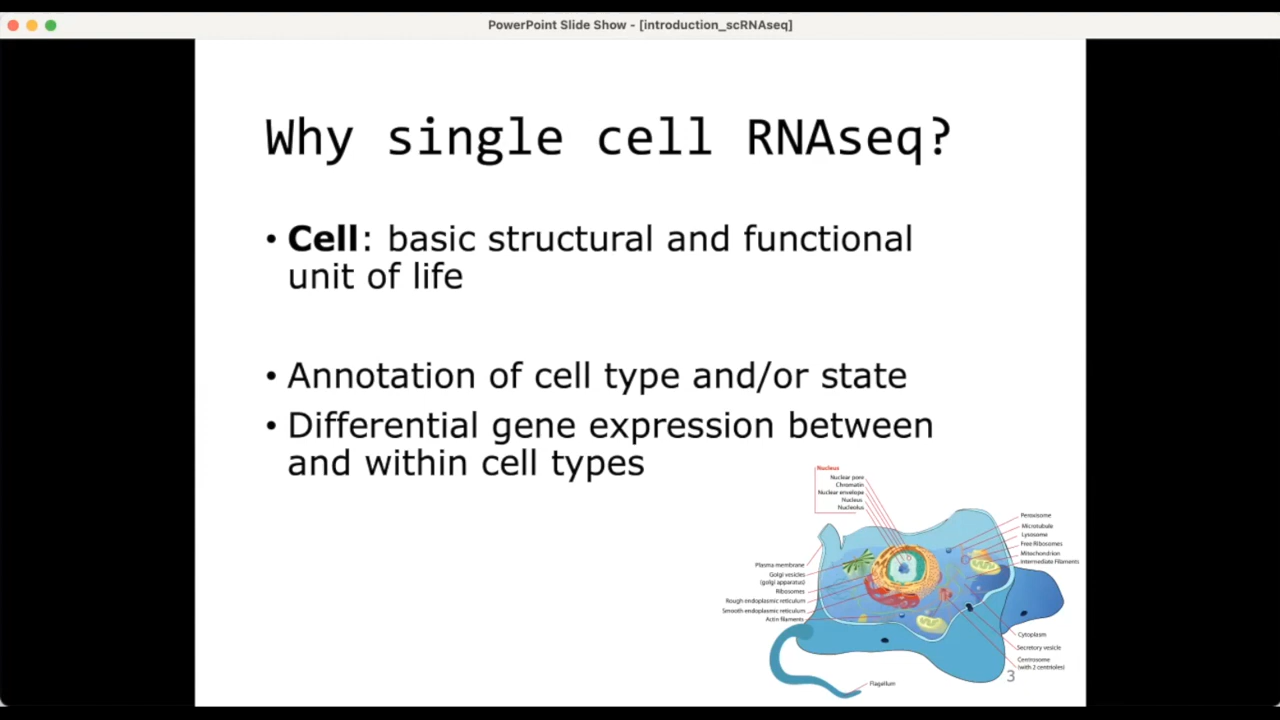 PowerPoint Slide Show - [introduction_scRNAseq]
Why single cell RNAseq?
• Cell: basic structural and functional
unit of life
• Annotation of cell type and/or state
• Differential gene expression between
and within cell types
Nucleus
Nuclear pore
Chromatin
Nuclear envelope
Nucleus
Nucleolus
Plasma membrane
Golgi vesicles
(golgi apparatus)
Ribosomes
Rough endoplasmic reticulum
Smooth endoplasmic reticulum
Actin filaments
Peroxisome
Microtubule
Lysosome
Free Ribosomes
Mitochondrion
Intermediate Filaments
Cytoplasm
Secretory vesicle
Centrosome
(with 2 centrioles)
Flagellum
3